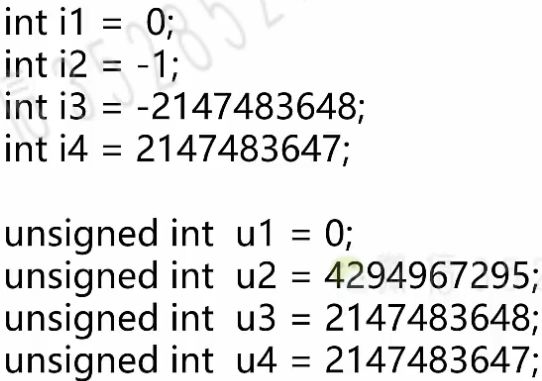 int i1 =  0;
int i2 = -1;
int i3 = -2147483648;
int i4 = 2147483647;
unsigned int  u1 = 0;
unsigned int  u2 = 4294967295;
unsigned int  u3 = 2147483648;
unsigned int  u4 = 2147483647;